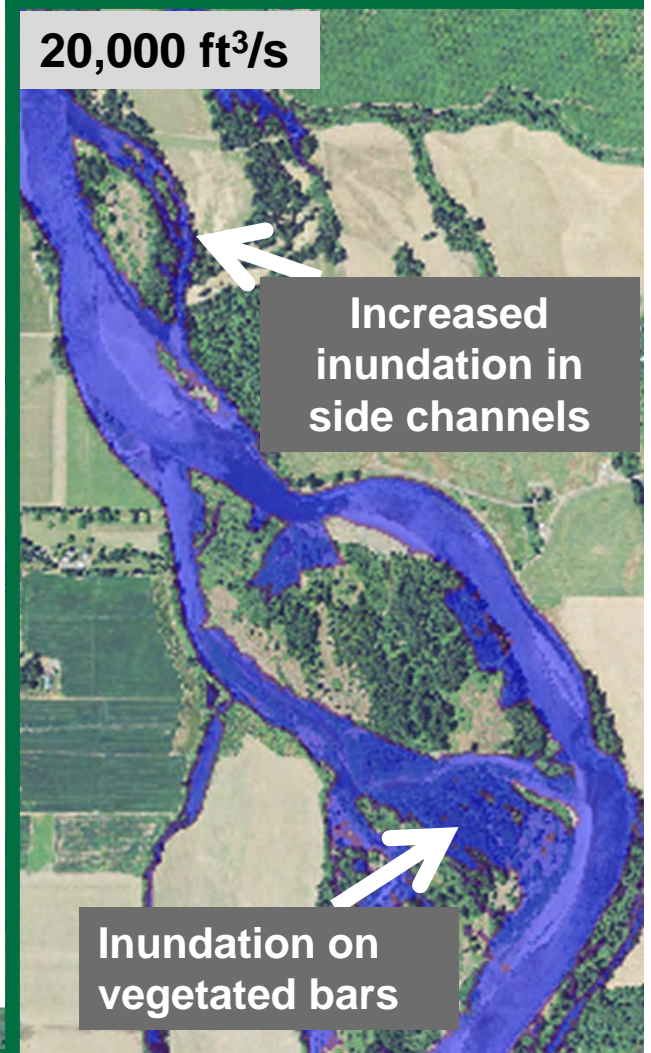 20,000 ft³/s
Increased
inundation in
side channels
Inundation on
vegetated bars